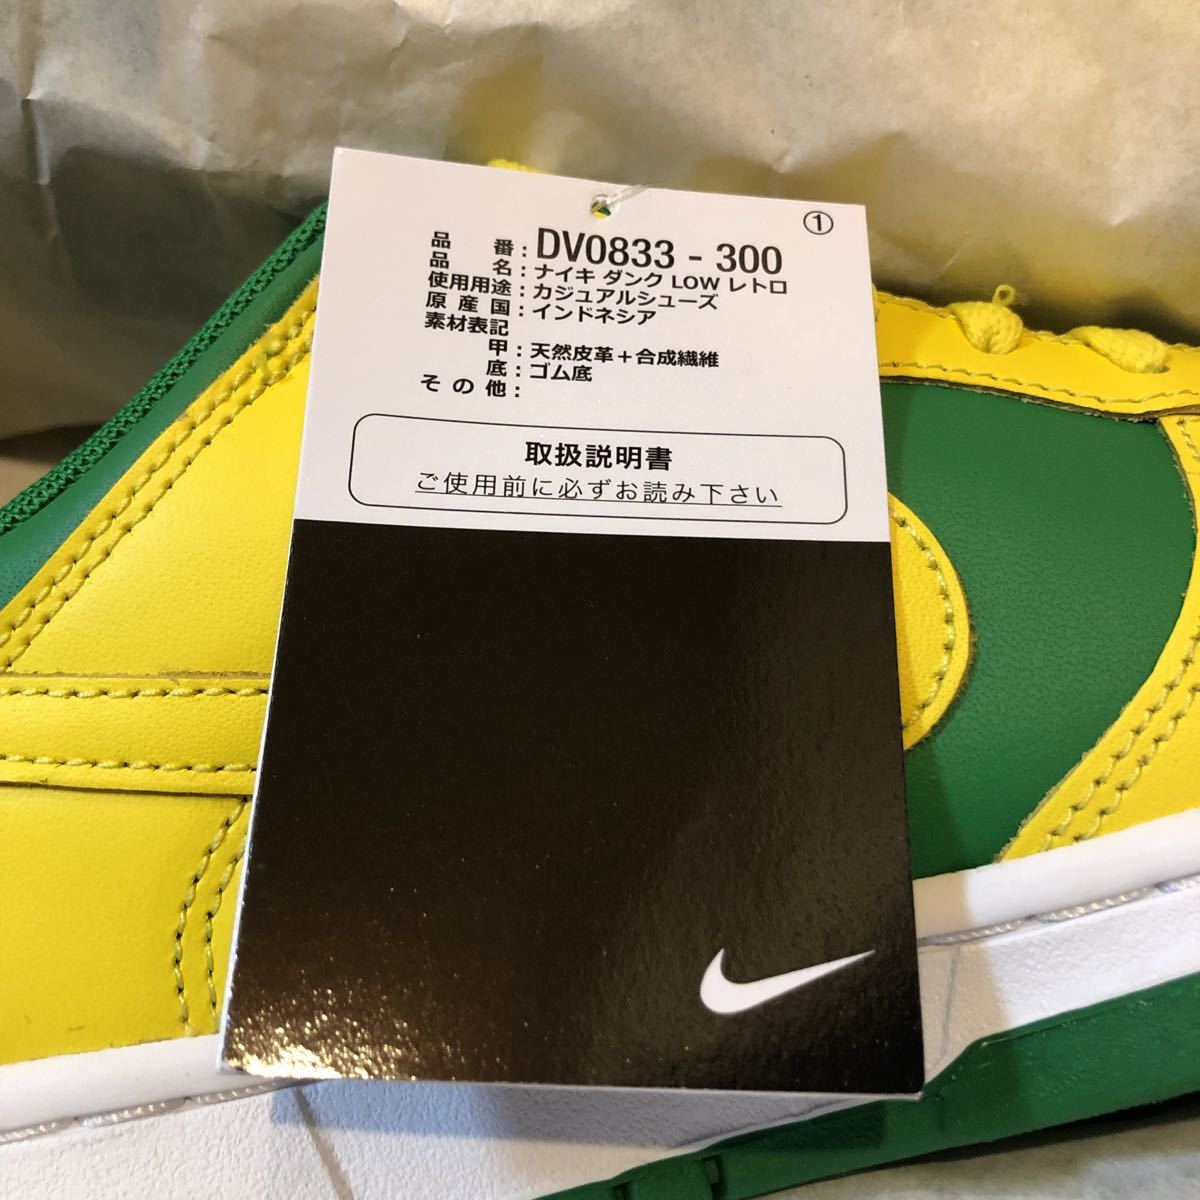 ①
品 番：DV0833 - 300
品 名：ナイキ ダンク LOW レトロ
使用用途：カジュアルシューズ
原 産 国：インドネシア
素材表記
甲：天然皮革＋合成繊維
底：ゴム底
そ の 他：
取扱説明書
ご使用前に必ずお読み下さい